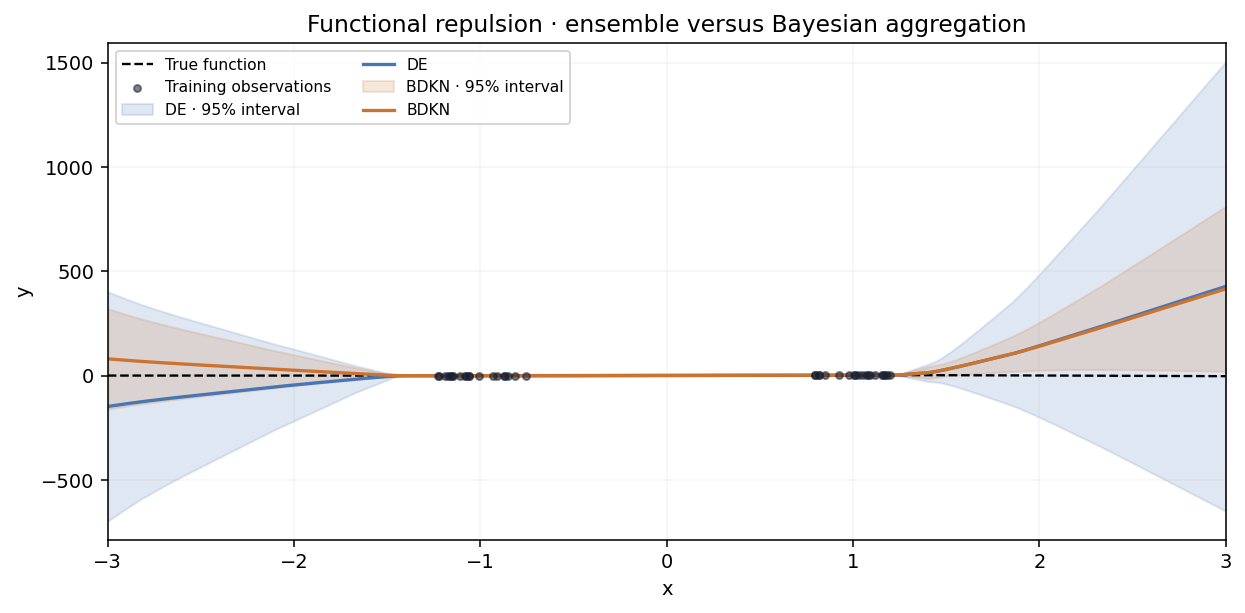 Functional repulsion · ensemble versus Bayesian aggregation
True function
Training observations
DE · 95% interval
DE
BDKN · 95% interval
BDKN
1500
1000
500
0
−500
y
−3
−2
−1
0
1
2
3
x